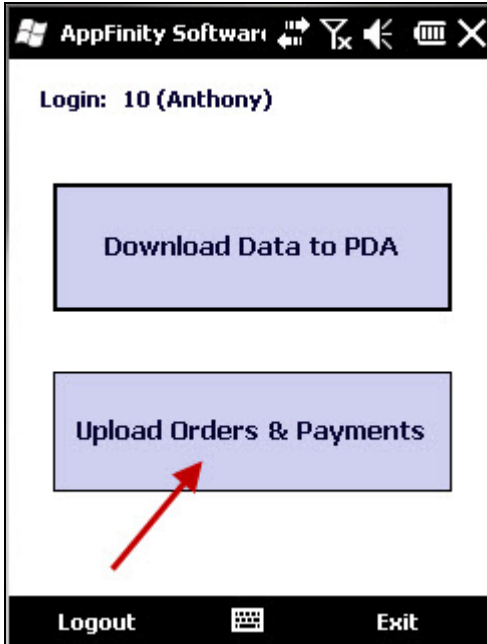 AppFinity Softwar
Login: 10 (Anthony)
Download Data to PDA
Upload Orders & Payments
Logout
Exit